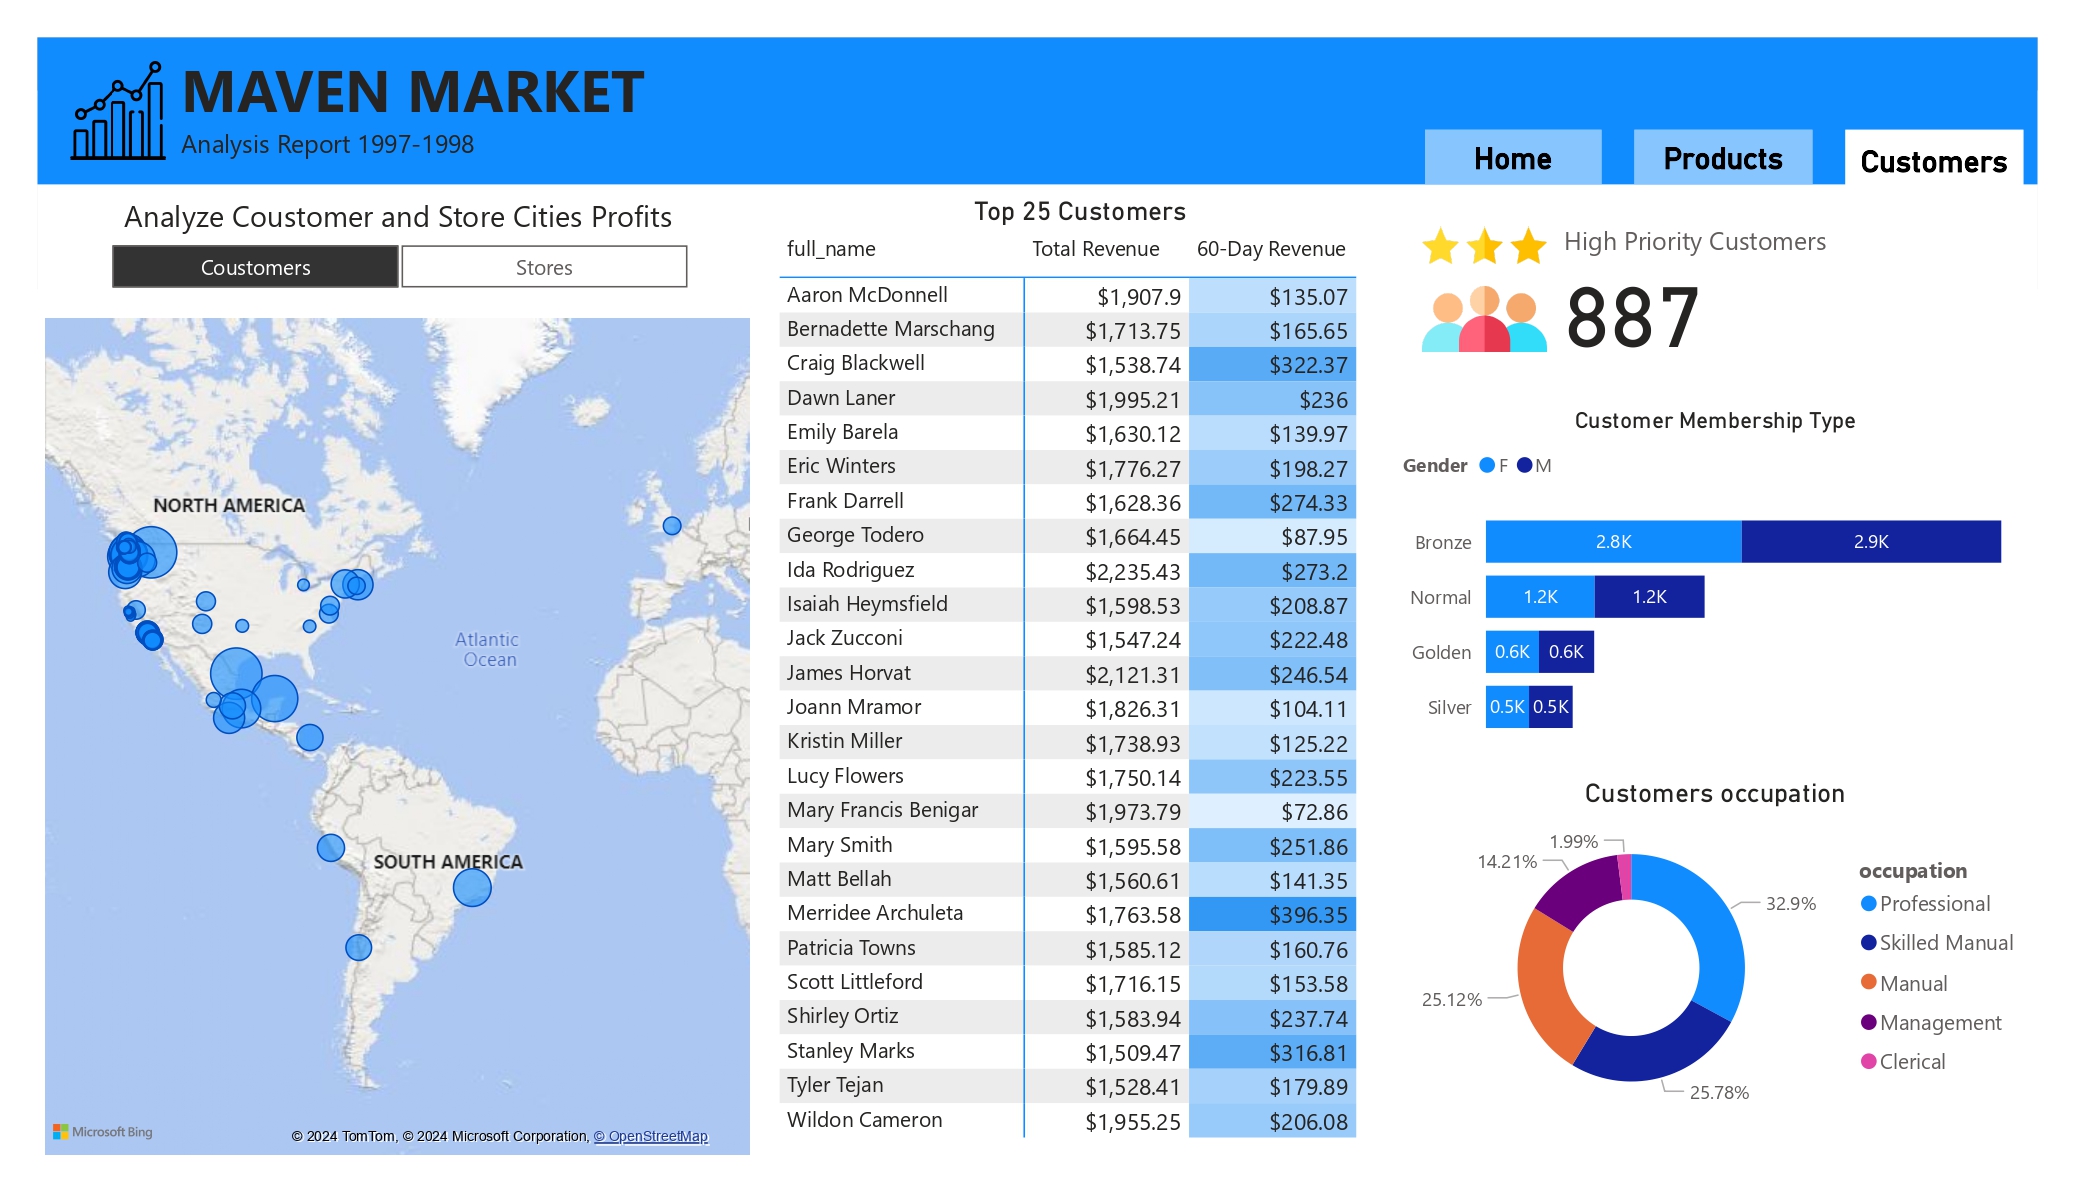 MAVEN MARKET
Analysis Report 1997-1998
Home
Products
Customers
Analyze Coustomer and Store Cities Profits
Coustomers
Stores
NORTH AMERICA
Atlantic
Ocean
SOUTH AMERICA
Microsoft Bing
© 2024 TomTom, © 2024 Microsoft Corporation, © OpenStreetMap
Top 25 Customers
full_name Total Revenue 60-Day Revenue
Aaron McDonnell $1,907.9 $135.07
Bernadette Marschang $1,713.75 $165.65
Craig Blackwell $1,538.74 $322.37
Dawn Laner $1,995.21 $236
Emily Barela $1,630.12 $139.97
Eric Winters $1,776.27 $198.27
Frank Darrell $1,628.36 $274.33
George Todero $1,664.45 $87.95
Ida Rodriguez $2,235.43 $273.2
Isaiah Heymsfield $1,598.53 $208.87
Jack Zucconi $1,547.24 $222.48
James Horvat $2,121.31 $246.54
Joann Mramor $1,826.31 $104.11
Kristin Miller $1,738.93 $125.22
Lucy Flowers $1,750.14 $223.55
Mary Francis Benigar $1,973.79 $72.86
Mary Smith $1,595.58 $251.86
Matt Bellah $1,560.61 $141.35
Merridee Archuleta $1,763.58 $396.35
Patricia Towns $1,585.12 $160.76
Scott Littleford $1,716.15 $153.58
Shirley Ortiz $1,583.94 $237.74
Stanley Marks $1,509.47 $316.81
Tyler Tejan $1,528.41 $179.89
Wildon Cameron $1,955.25 $206.08
High Priority Customers
887
Customer Membership Type
Gender F M
Bronze 2.8K 2.9K
Normal 1.2K 1.2K
Golden 0.6K 0.6K
Silver 0.5K 0.5K
Customers occupation
1.99%
14.21%
32.9%
25.12%
25.78%
occupation
Professional
Skilled Manual
Manual
Management
Clerical